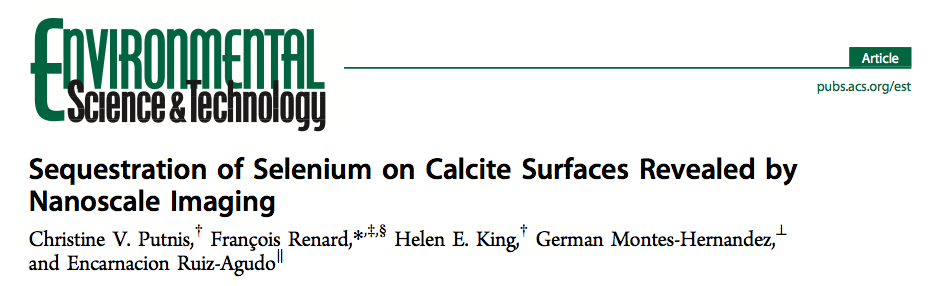 ENVIRONMENTAL
Science & Technology
Article
pubs.acs.org/est
Sequestration of Selenium on Calcite Surfaces Revealed by
Nanoscale Imaging
Christine V. Putnis,† François Renard,*,‡,§ Helen E. King,† German Montes-Hernandez,⊥
and Encarnacion Ruiz-Agudo∥